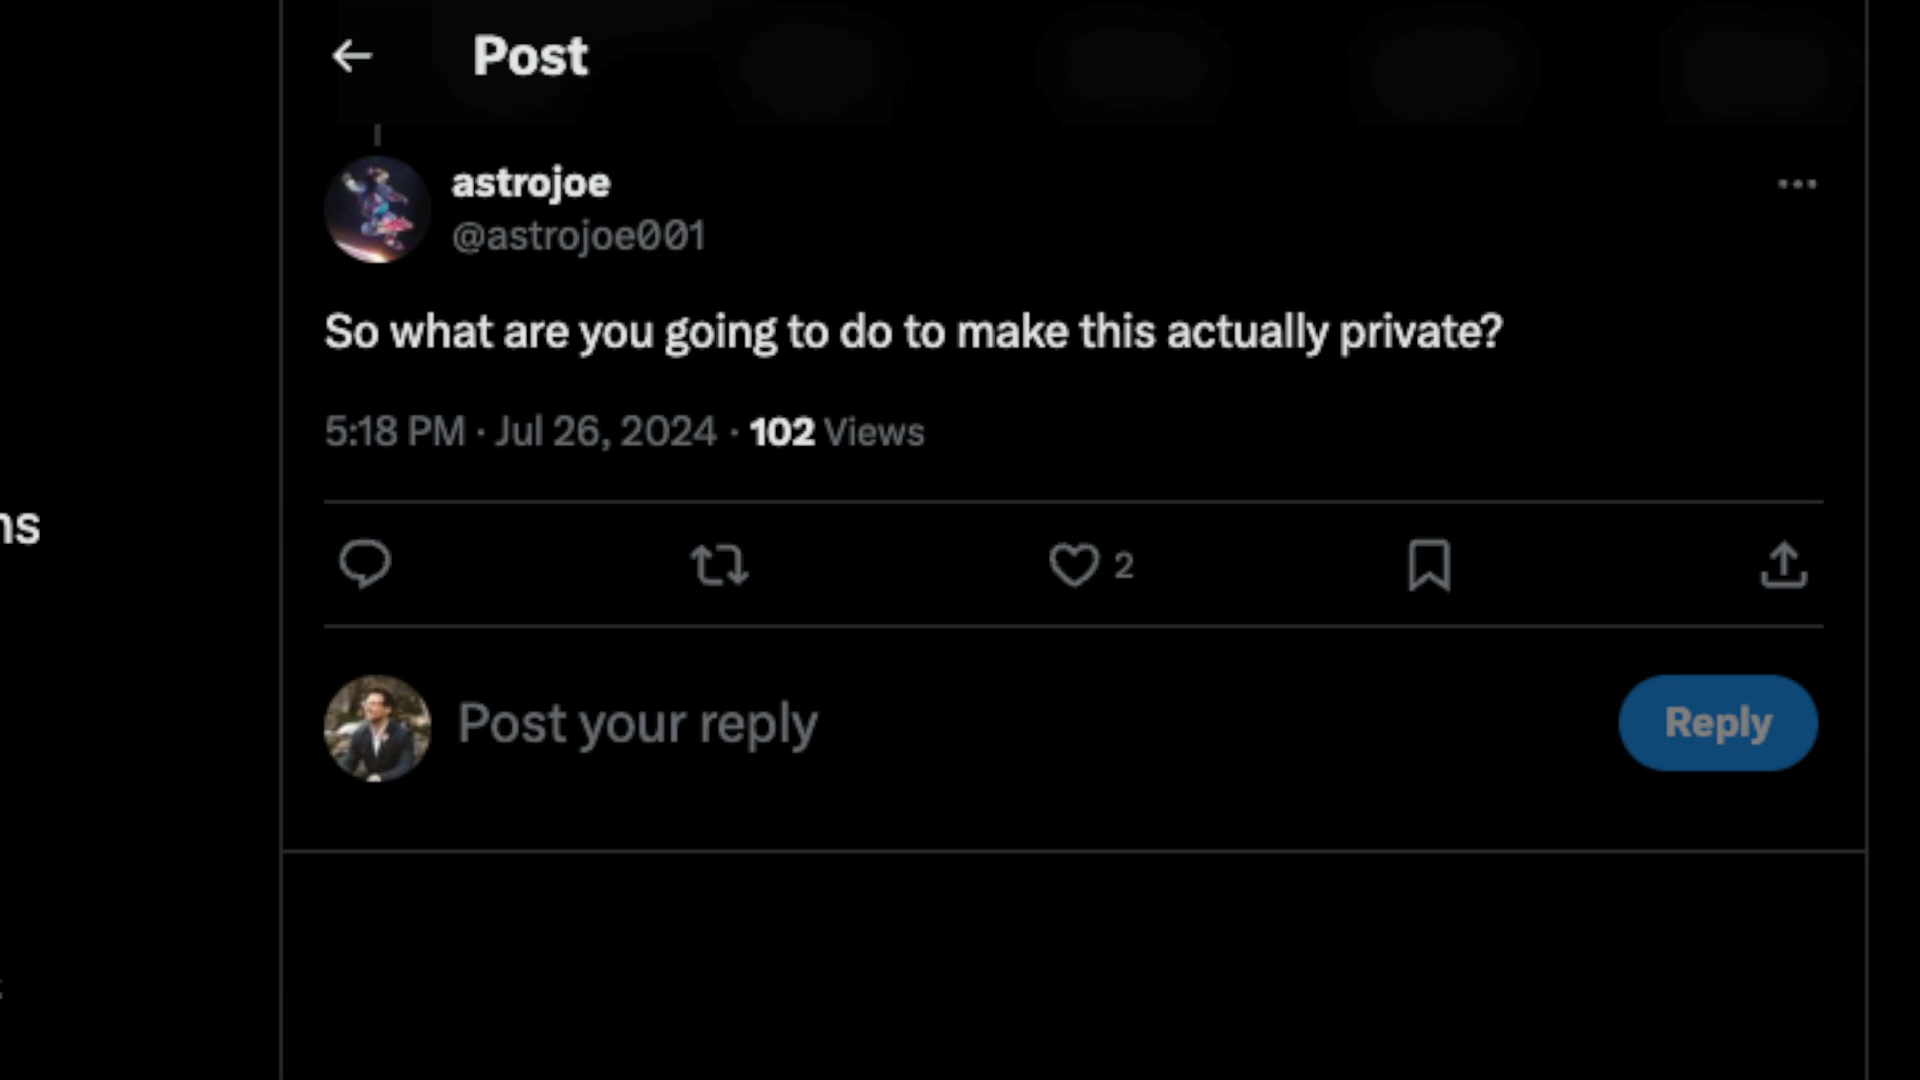 Post
astrojoe
@astrojoe001
So what are you going to do to make this actually private?
5:18 PM · Jul 26, 2024 · 102 Views
ns
2
Post your reply
Reply